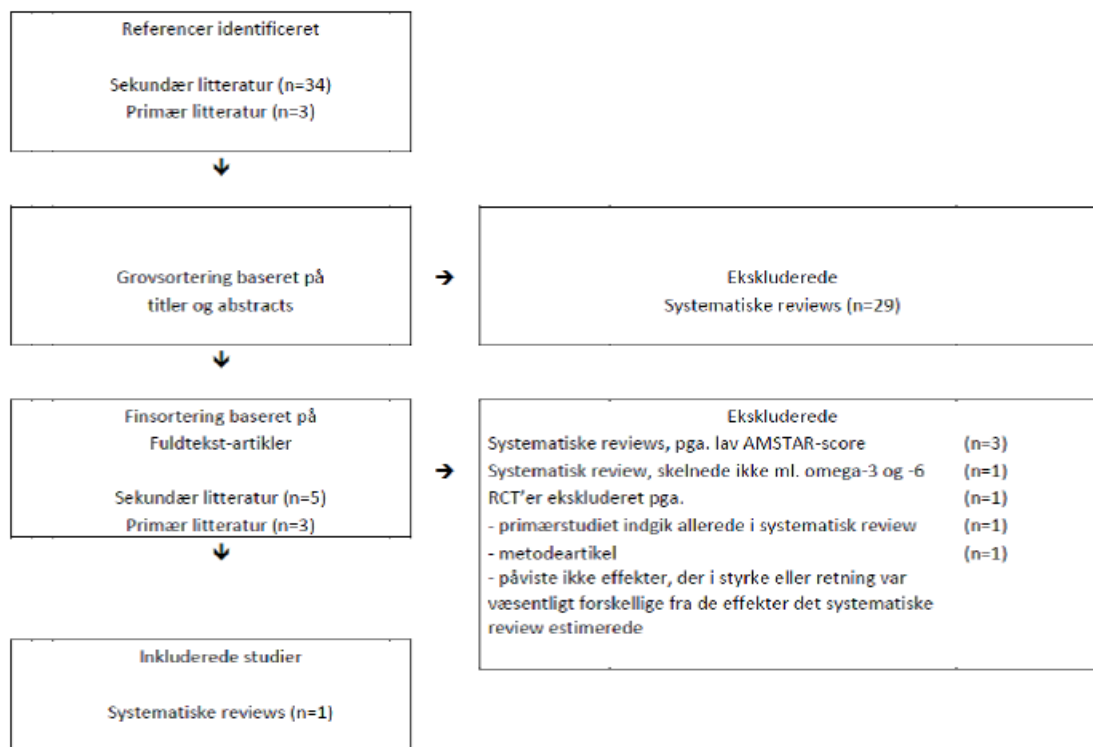 Referencer identificeret
Sekundær litteratur (n=34)
Primær litteratur (n=3)
Grovsortering baseret på
titler og abstracts
Ekskluderede
Systematiske reviews (n=29)
Finsortering baseret på
Fuldtekst-artikler
Sekundær litteratur (n=5)
Primær litteratur (n=3)
Ekskluderede
Systematiske reviews, pga. lav AMSTAR-score (n=3)
Systematisk review, skelnede ikke ml. omega-3 og -6 (n=1)
RCT’er ekskluderet pga. (n=1)
- primærstudiet indgik allerede i systematisk review (n=1)
- metodeartikel (n=1)
- påviste ikke effekter, der i styrke eller retning var
væsentligt forskellige fra de effekter det systematiske
review estimerede
Inkluderede studier
Systematiske reviews (n=1)